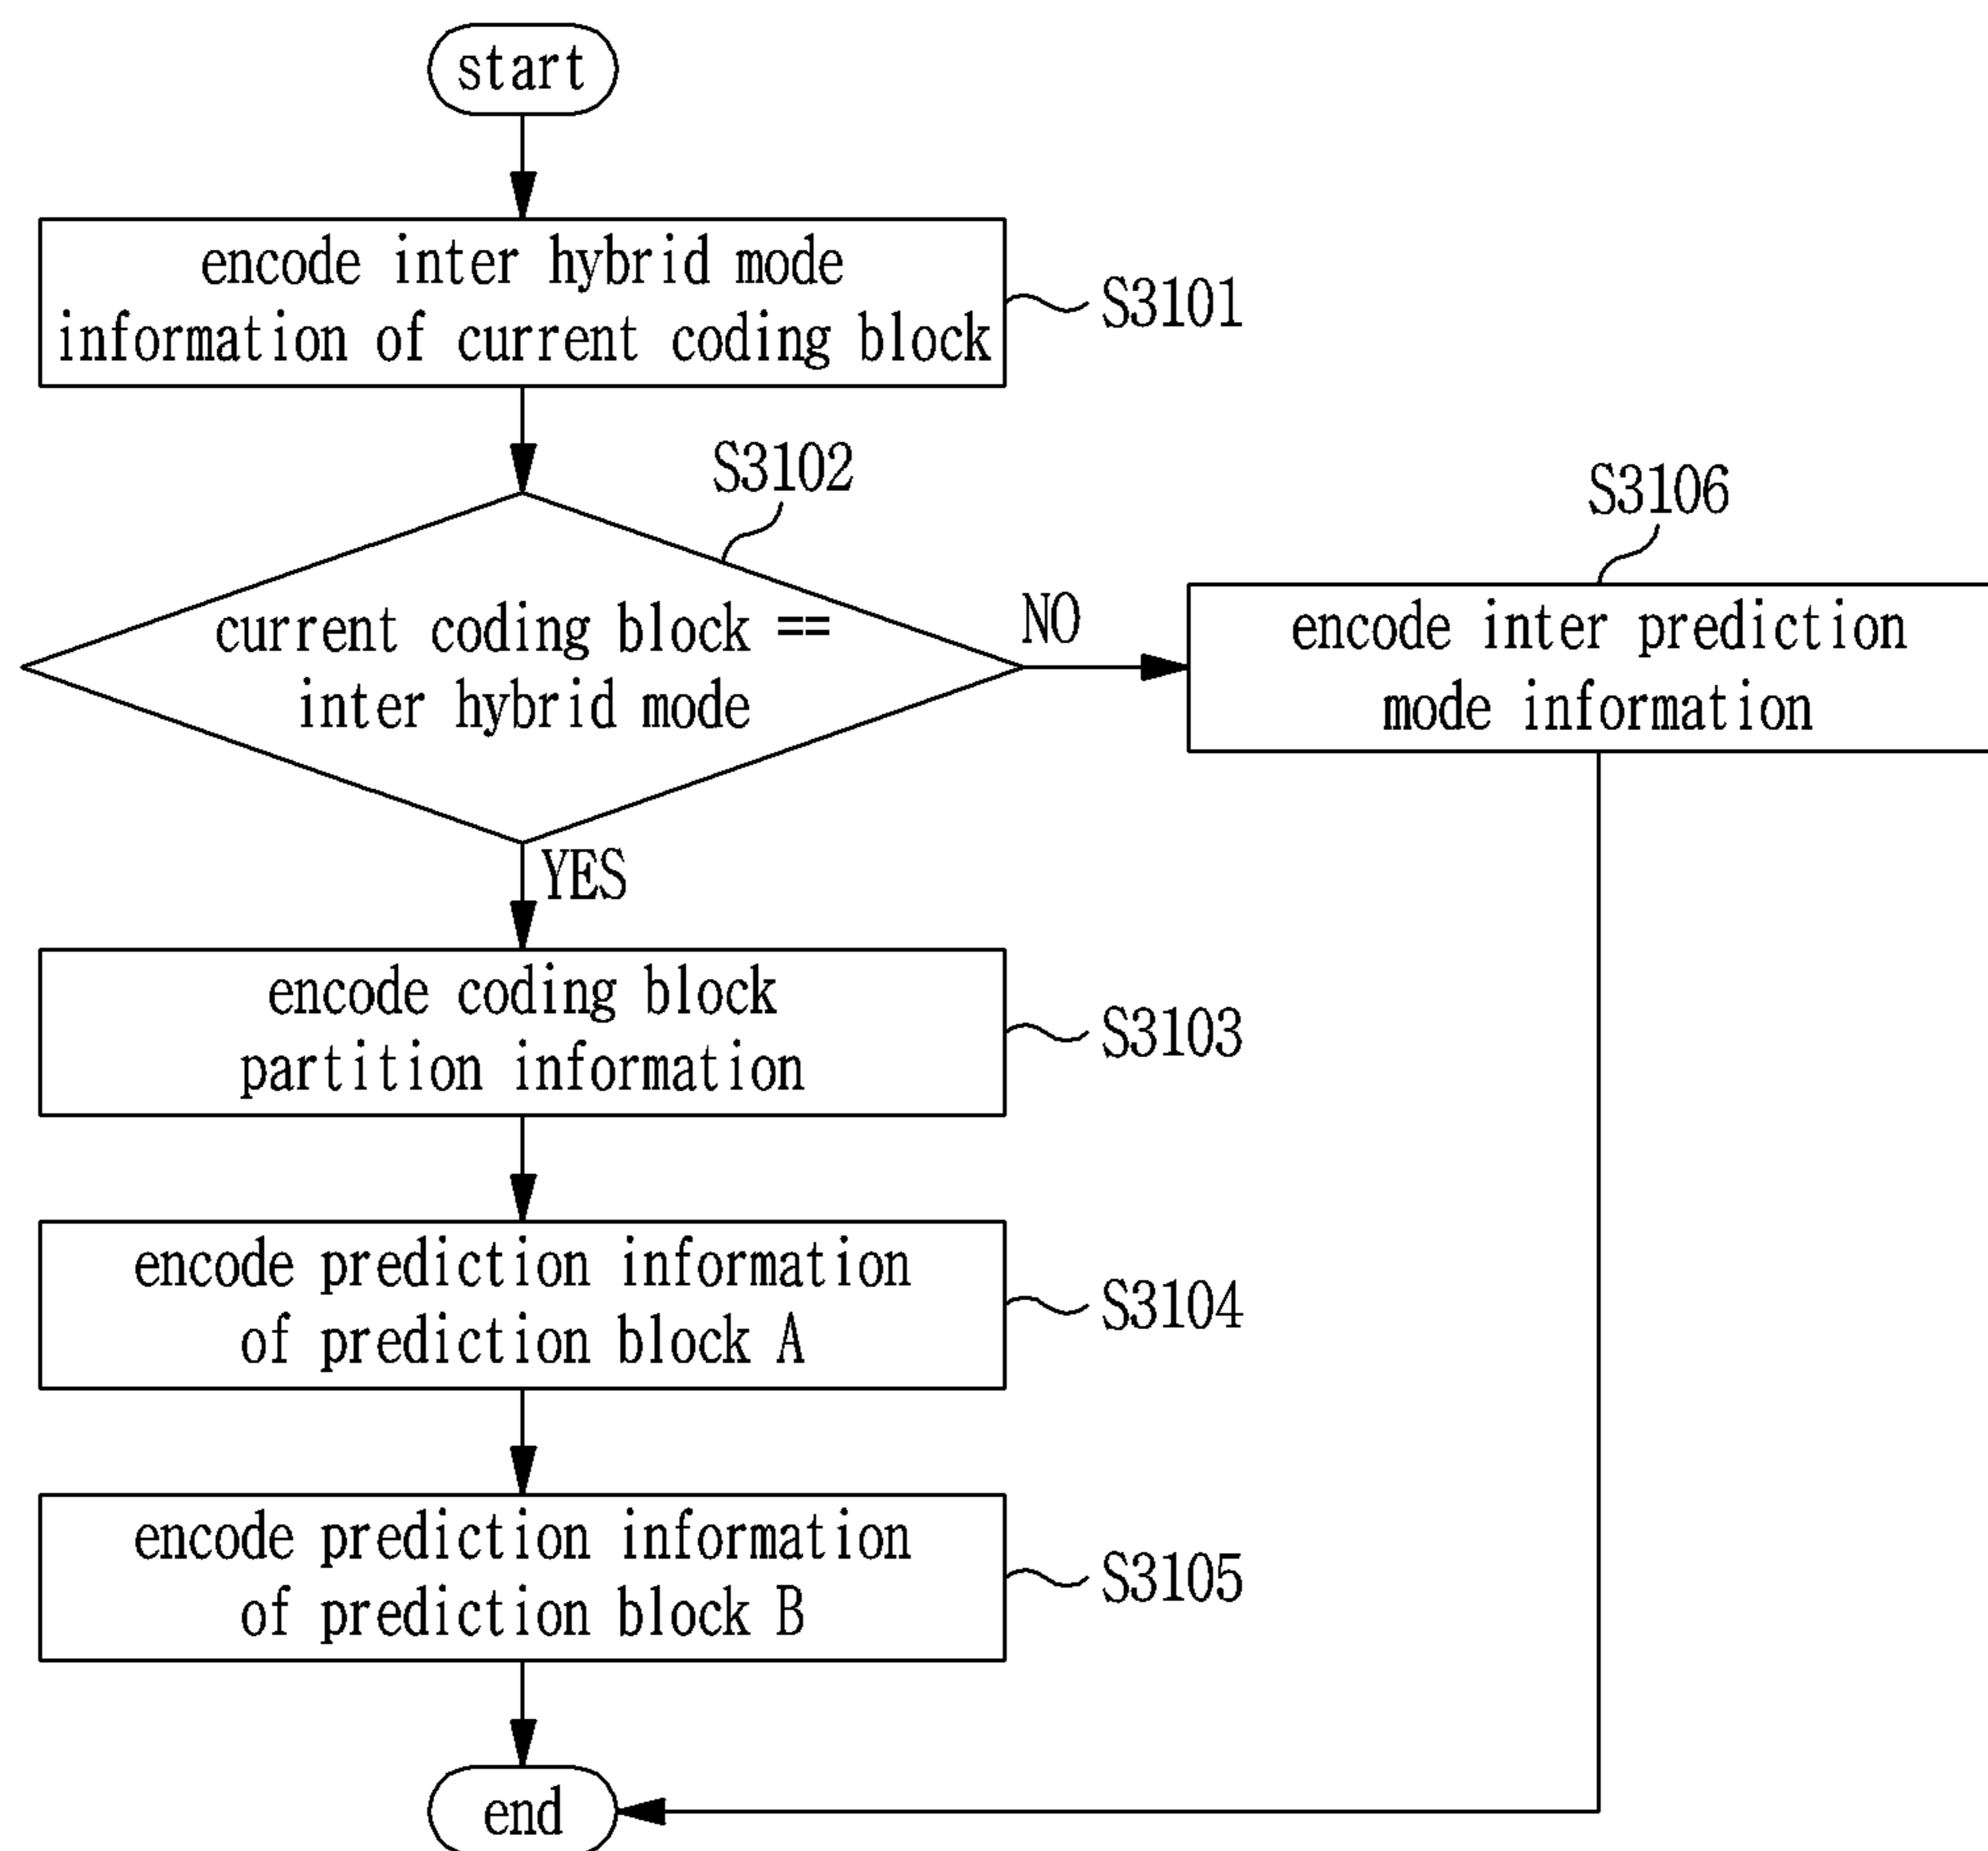 start
encode inter hybrid mode
information of current coding block
S3101
S3102
current coding block ==
inter hybrid mode
NO
S3106
encode inter prediction
mode information
YES
encode coding block
partition information
S3103
encode prediction information
of prediction block A
S3104
encode prediction information
of prediction block B
S3105
end